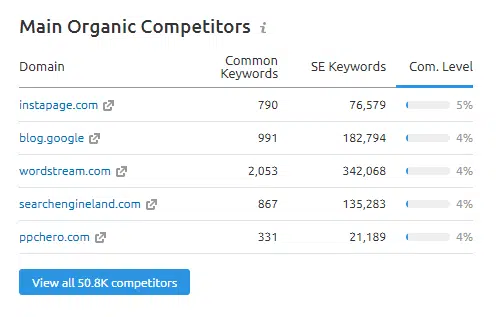 Main Organic Competitors i
Domain Common Keywords SE Keywords Com. Level
instapage.com 790 76,579 5%
blog.google 991 182,794 4%
wordstream.com 2,053 342,068 4%
searchengineland.com 867 135,283 4%
ppchero.com 331 21,189 4%
View all 50.8K competitors